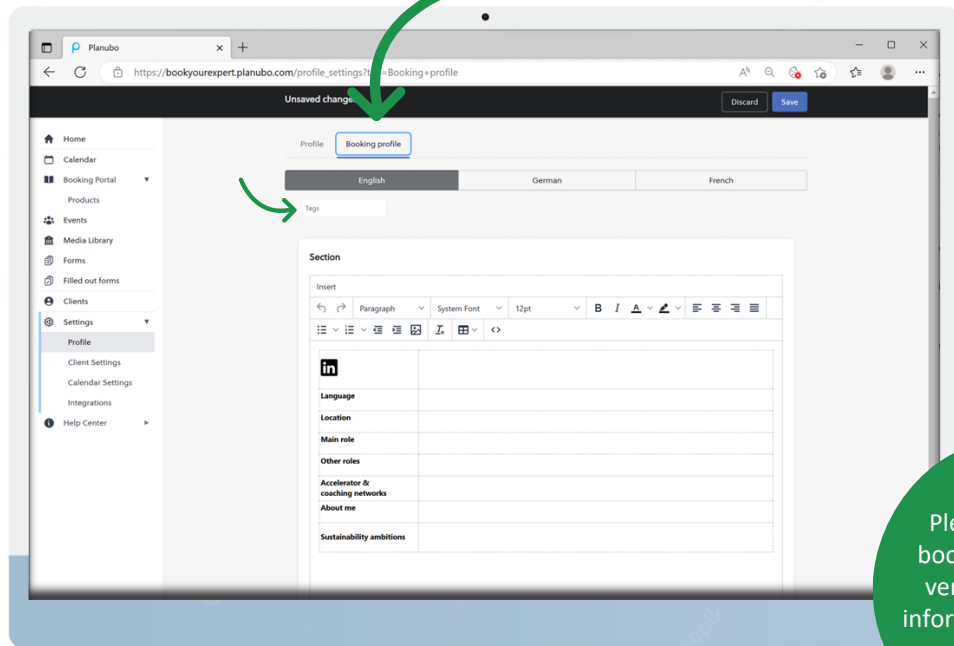 Planubo
https://bookyourexpert.planubo.com/profile_settings? =Booking+profile
Unsaved change
Discard
Save
Home
Calendar
Booking Portal
Products
Events
Media Library
Forms
Filled out forms
Clients
Settings
Profile
Client Settings
Calendar Settings
Integrations
Help Center
Profile
Booking profile
English
German
French
Tags
Section
Insert
Paragraph
System Font
12pt
B I A
in
Language
Location
Main role
Other roles
Accelerator &
coaching networks
About me
Sustainability ambitions
Ple
boo
ver
infor